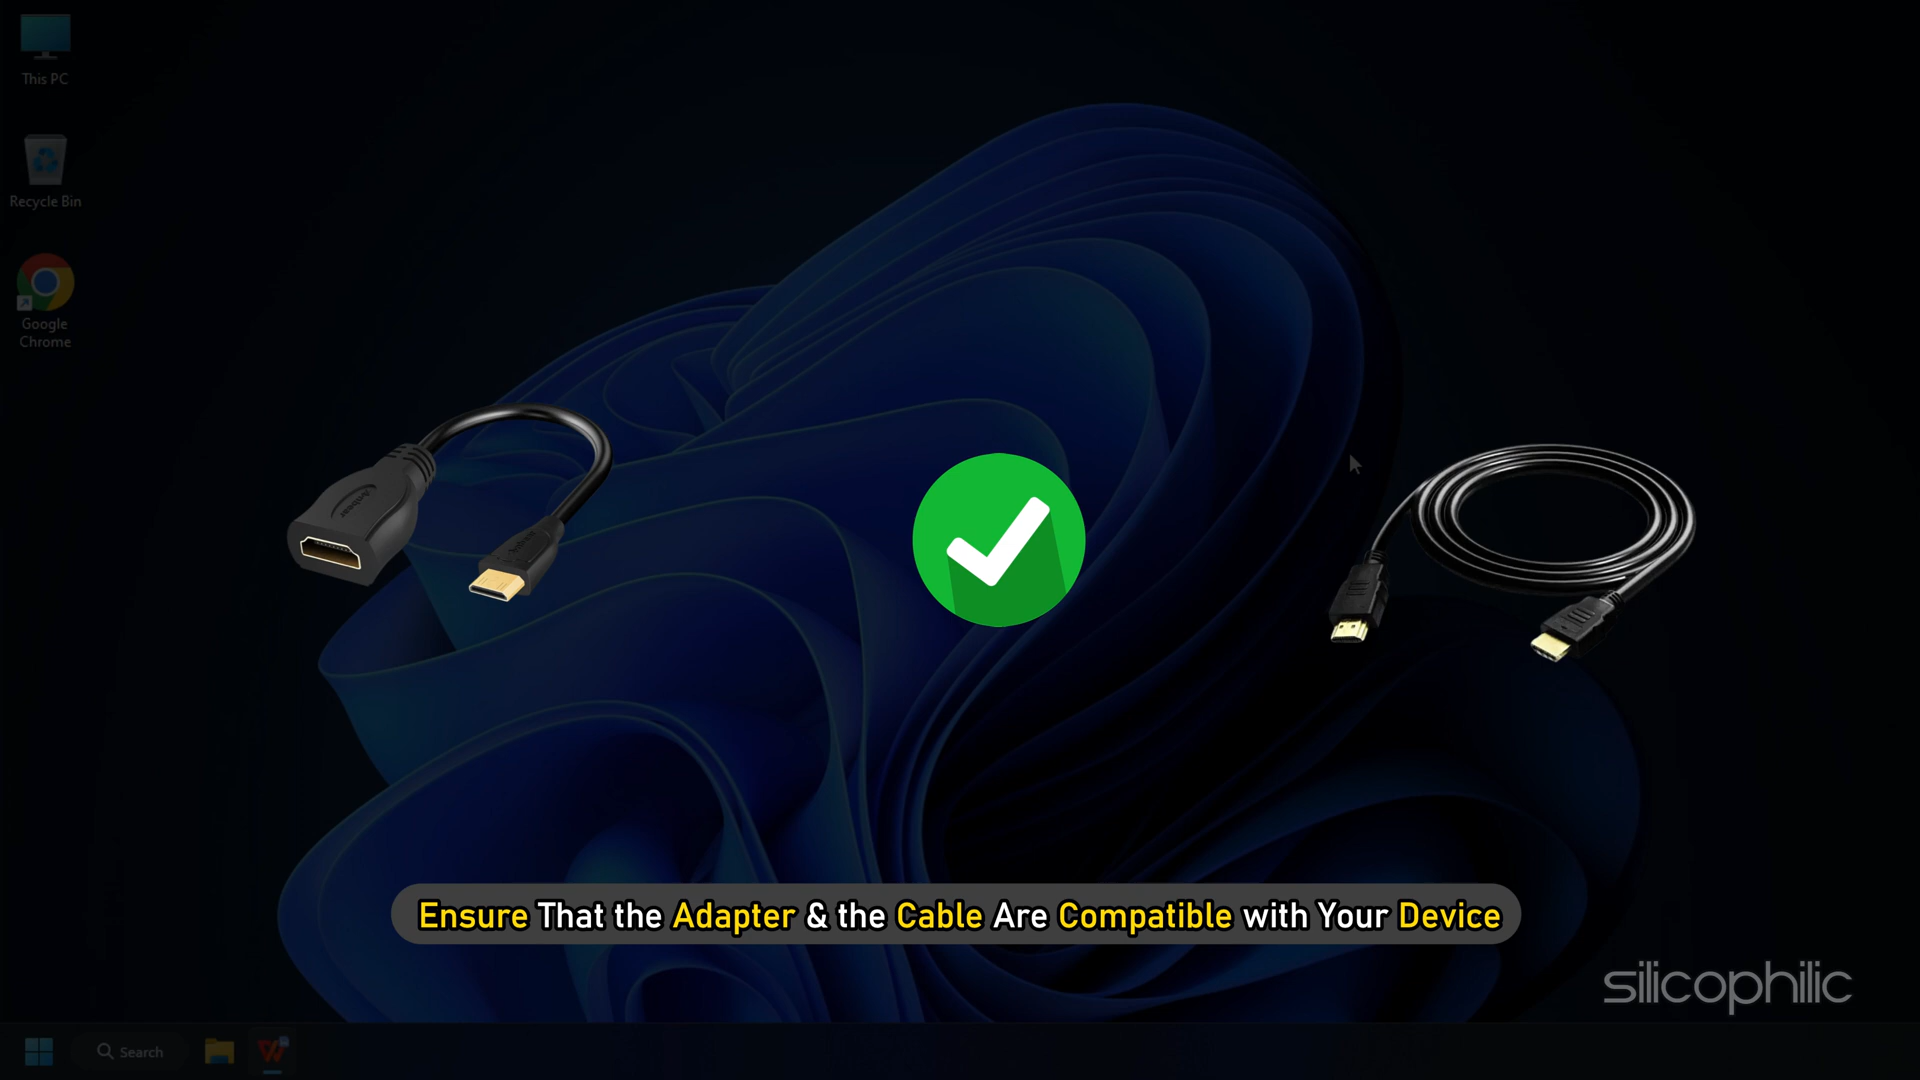 This PC
Recycle Bin
Google
Chrome
Ensure That the Adapter & the Cable Are Compatible with Your Device
silicophilic
Search